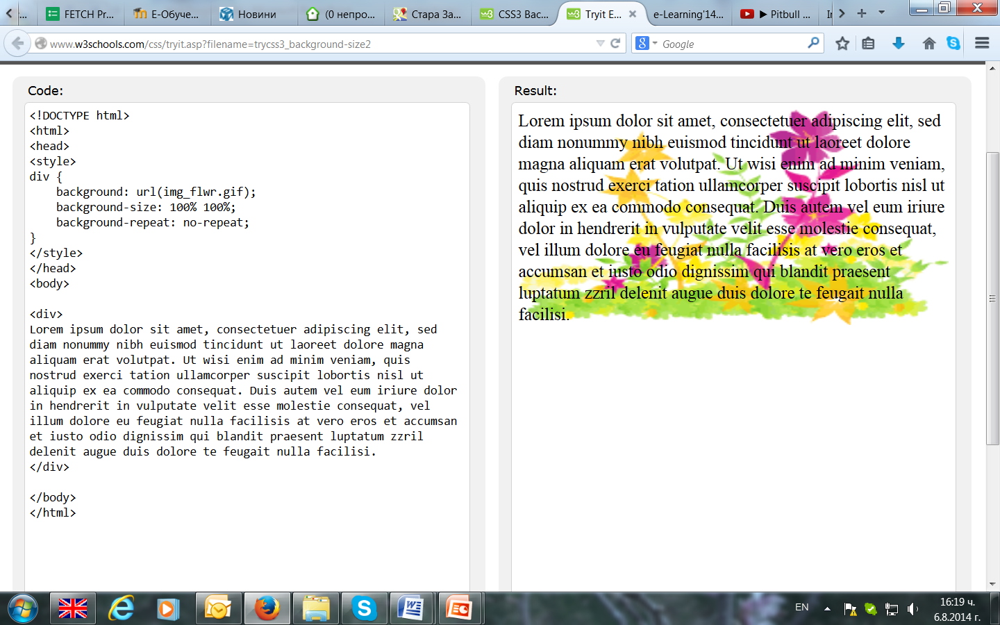 FETCH Pr...
Е-Обуче...
Новини
(0 непро...
Стара За...
CSS3 Bac...
Tryit E...
e-Learning'14...
▶ Pitbull ...
www.w3schools.com/css/tryit.asp?filename=trycss3_background-size2
Google
Code:
<!DOCTYPE html>
<html>
<head>
<style>
div {
    background: url(img_flwr.gif);
    background-size: 100% 100%;
    background-repeat: no-repeat;
}
</style>
</head>
<body>
<div>
Lorem ipsum dolor sit amet, consectetuer adipiscing elit, sed
diam nonummy nibh euismod tincidunt ut laoreet dolore magna
aliquam erat volutpat. Ut wisi enim ad minim veniam, quis
nostrud exerci tation ullamcorper suscipit lobortis nisl ut
aliquip ex ea commodo consequat. Duis autem vel eum iriure dolor
in hendrerit in vulputate velit esse molestie consequat, vel
illum dolore eu feugiat nulla facilisis at vero eros et accumsan
et iusto odio dignissim qui blandit praesent luptatum zzril
delenit augue duis dolore te feugait nulla facilisi.
</div>
</body>
</html>
Result:
Lorem ipsum dolor sit amet, consectetuer adipiscing elit, sed
diam nonummy nibh euismod tincidunt ut laoreet dolore
magna aliquam erat volutpat. Ut wisi enim ad minim veniam,
quis nostrud exerci tation ullamcorper suscipit lobortis nisl ut
aliquip ex ea commodo consequat. Duis autem vel eum iriure
dolor in hendrerit in vulputate velit esse molestie consequat,
vel illum dolore eu feugiat nulla facilisis at vero eros et
accumsan et iusto odio dignissim qui blandit praesent
luptatum zzril delenit augue duis dolore te feugait nulla
facilisi.
EN
16:19 ч.
6.8.2014 г.